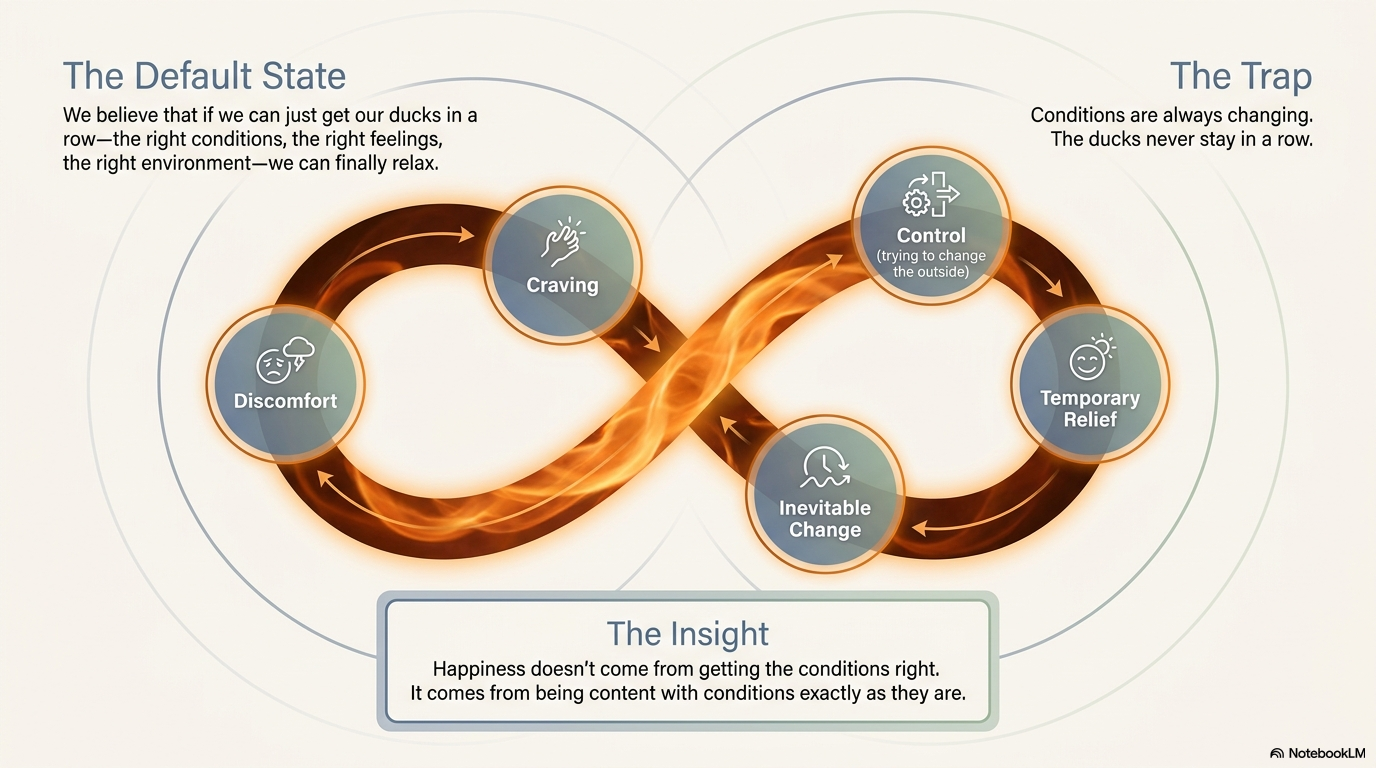 The Default State
We believe that if we can just get our ducks in a
row—the right conditions, the right feelings,
the right environment—we can finally relax.
The Trap
Conditions are always changing.
The ducks never stay in a row.
Discomfort
Craving
Control
(trying to change
the outside)
Temporary
Relief
Inevitable
Change
The Insight
Happiness doesn't come from getting the conditions right.
It comes from being content with conditions exactly as they are.
NotebookLM